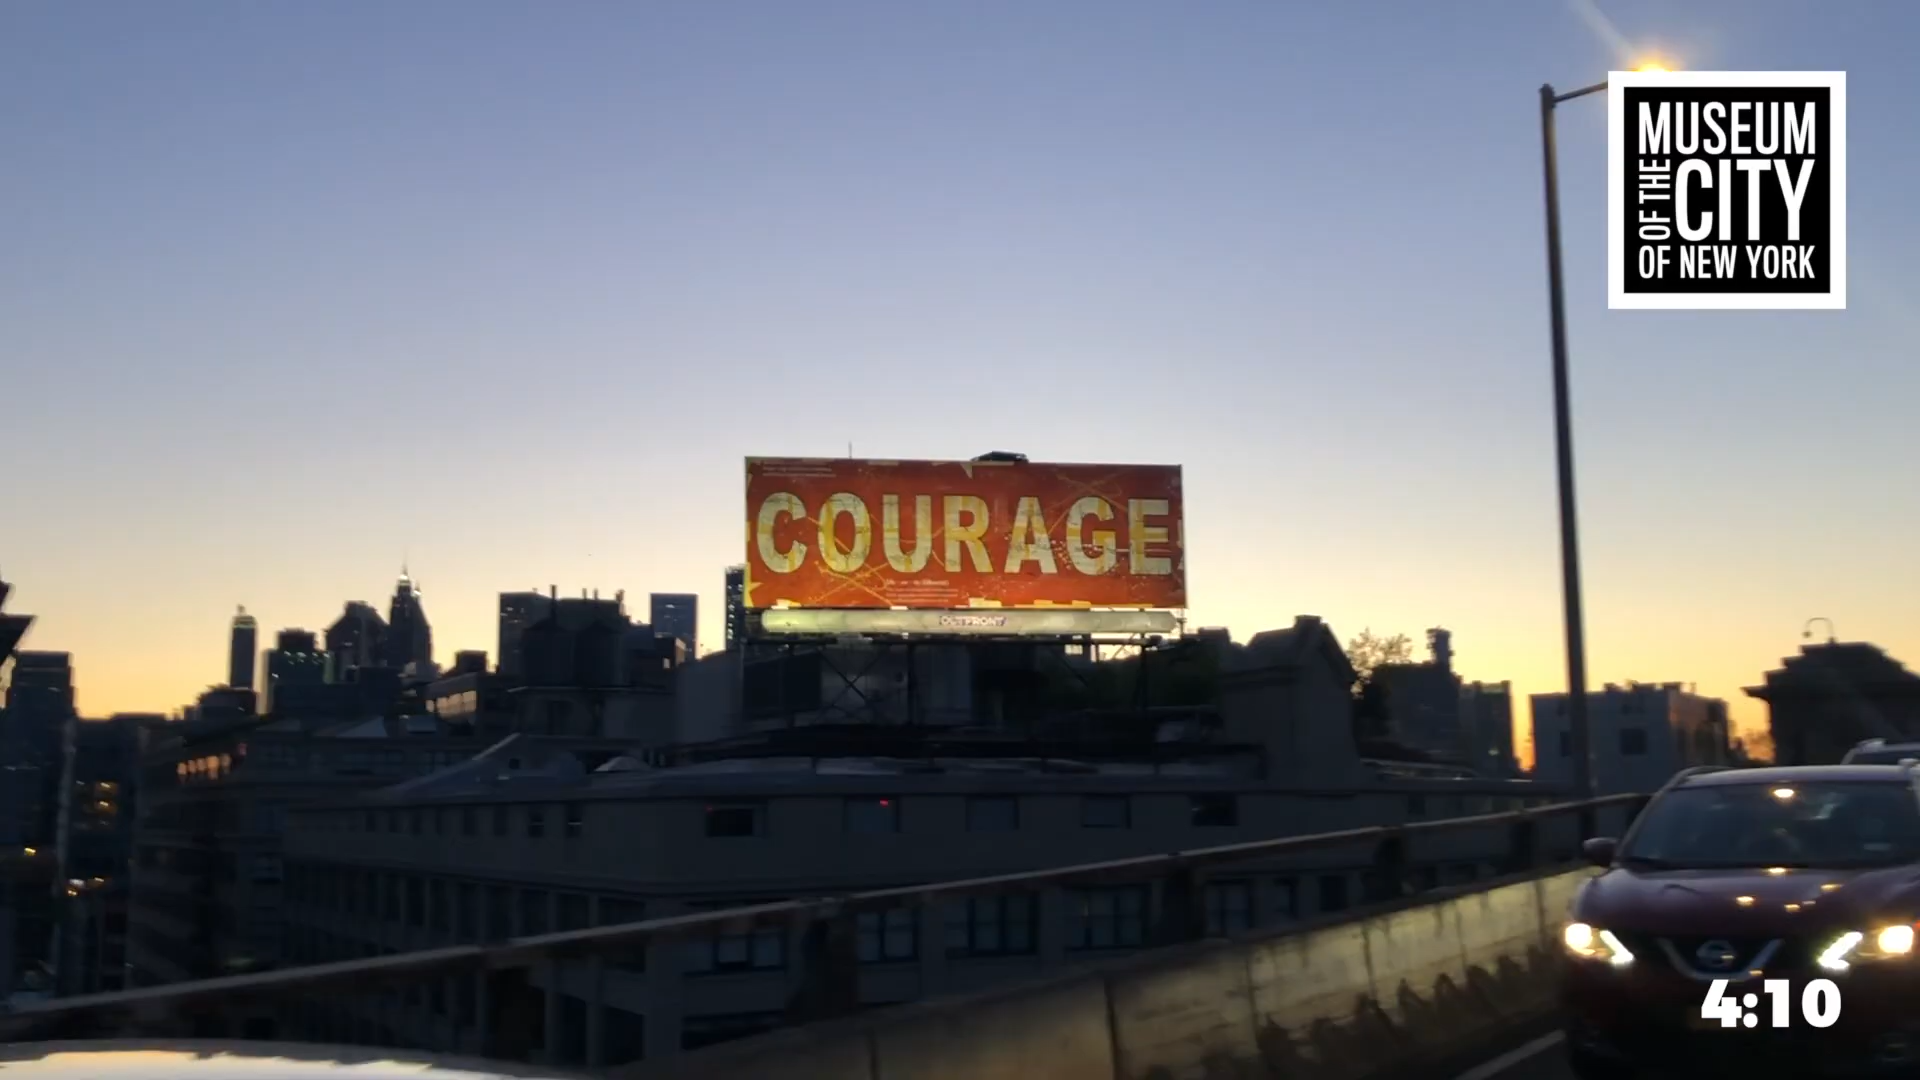 MUSEUM
OF THE
CITY
OF NEW YORK
COURAGE
OUTFRONT
4:10